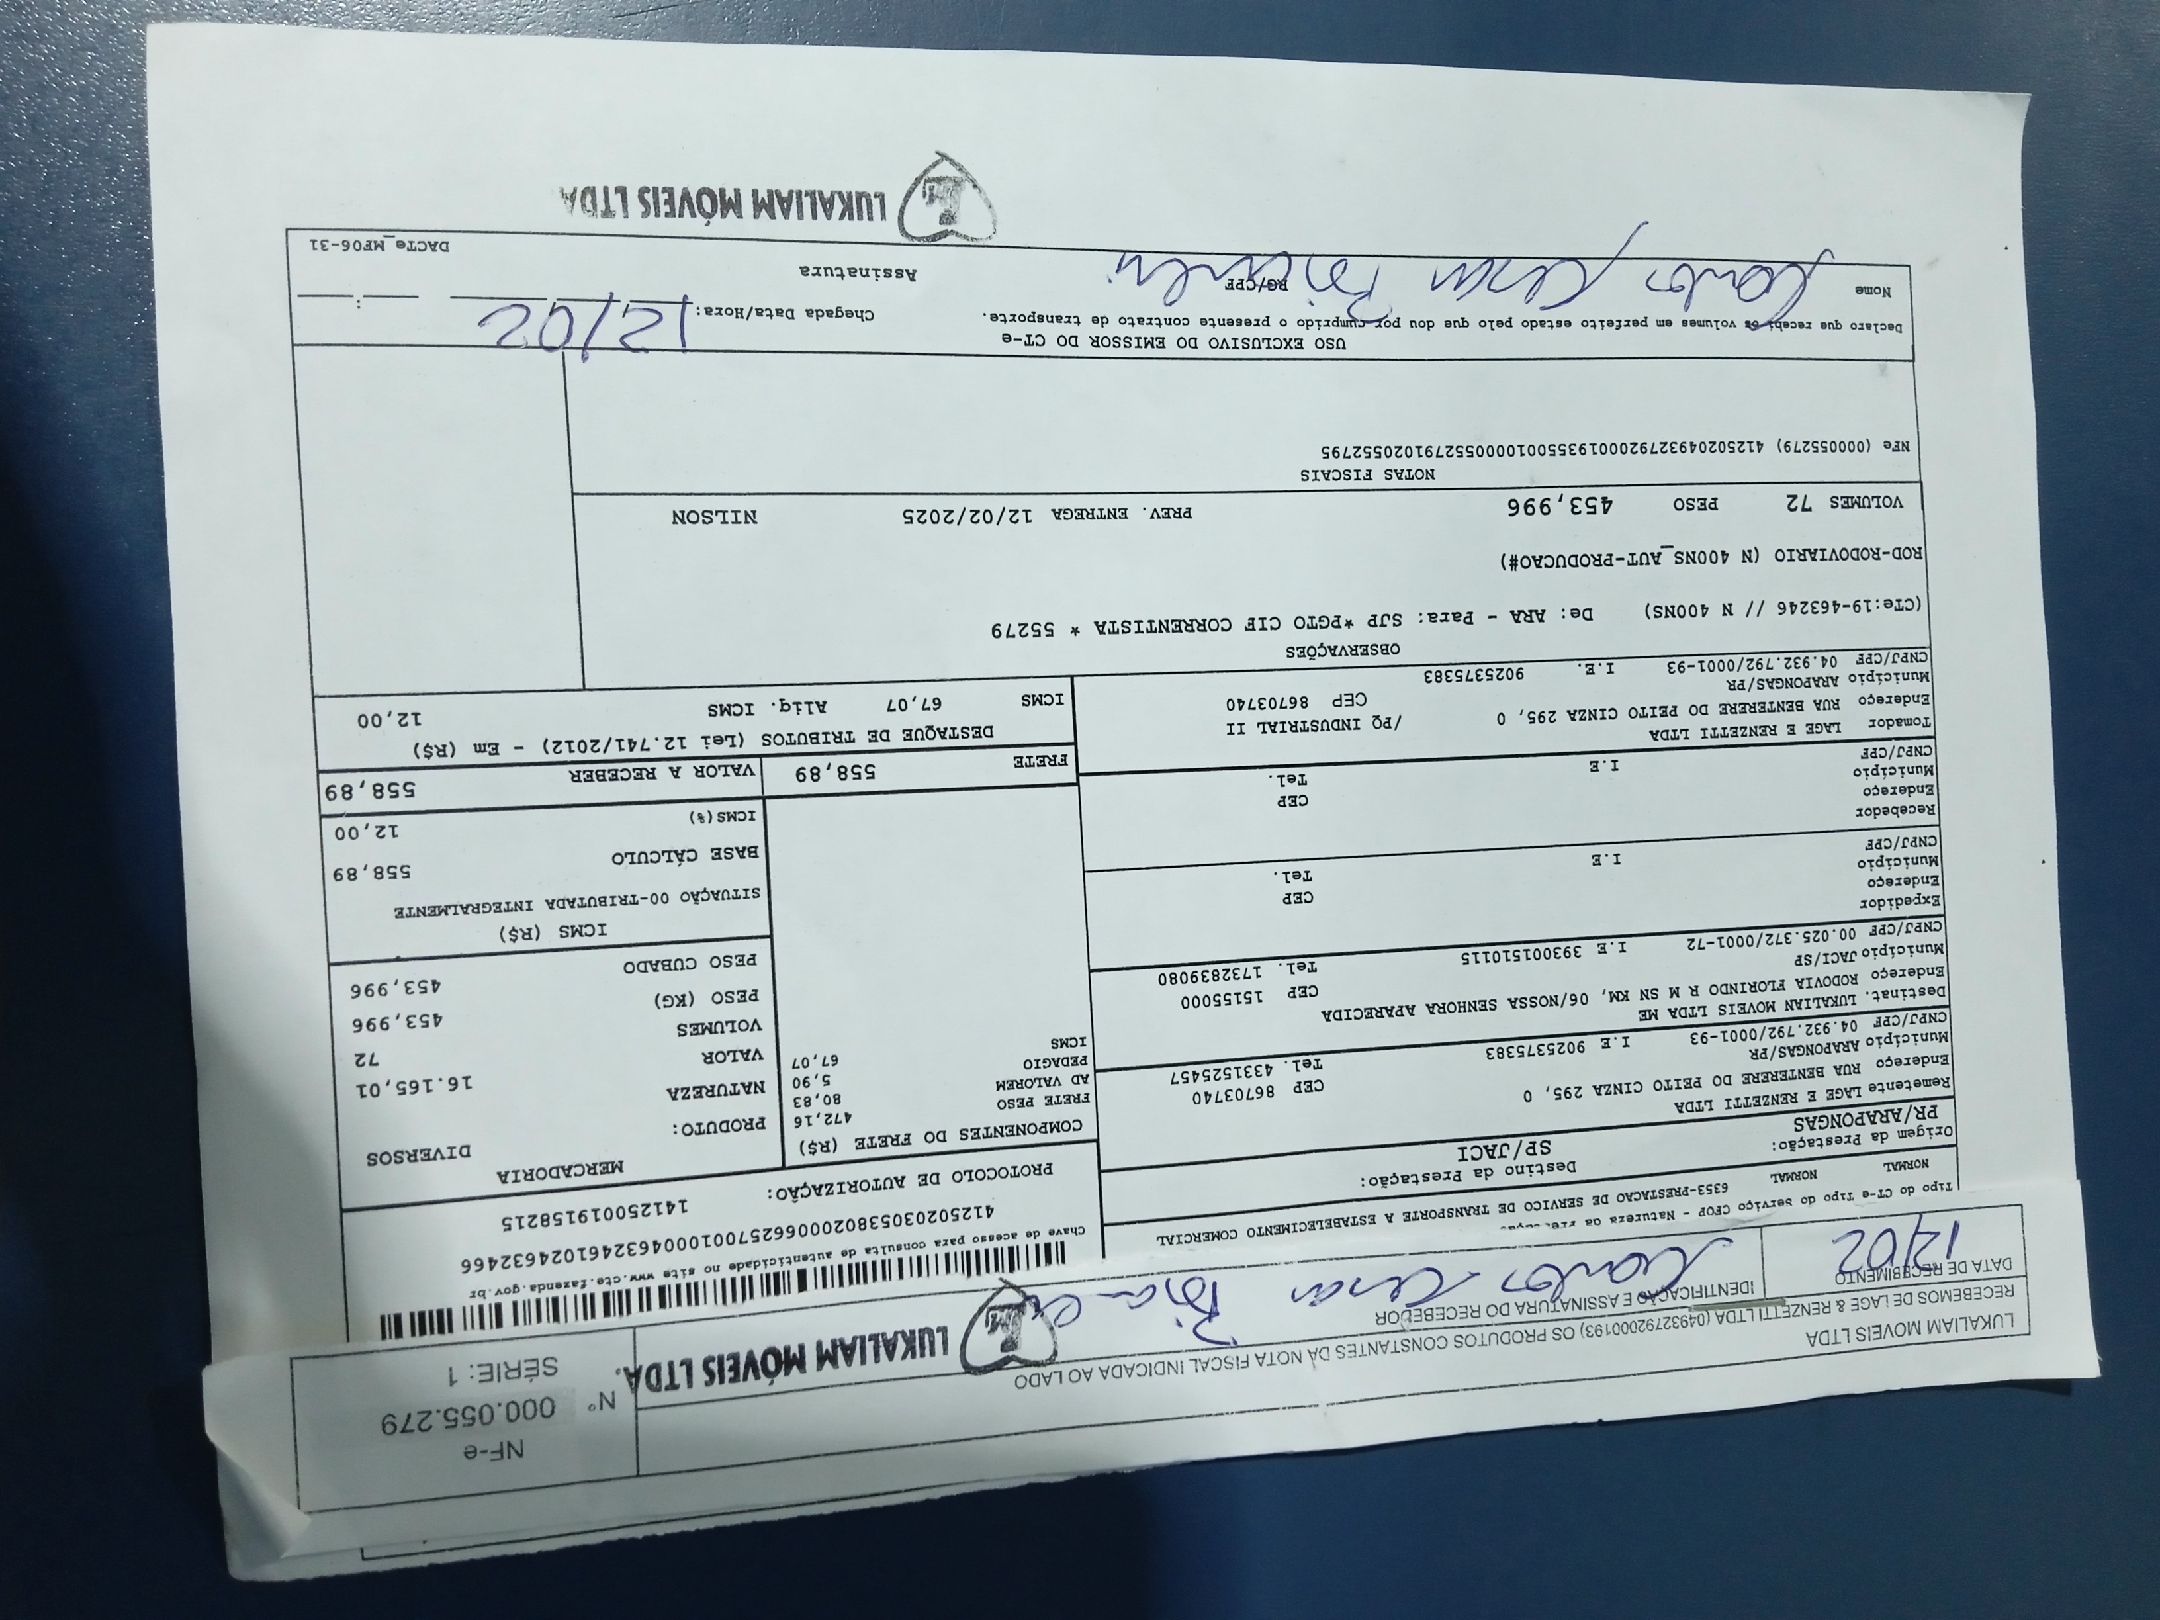 LUKALIAM MOVEIS LTDA
RECEBEMOS DE LAGE & RENZETTI LTDA (04932792000193) OS PRODUTOS CONSTANTES DA NOTA FISCAL INDICADA AO LADO
DATA DE RECEBIMENTO
12/02
IDENTIFICAÇÃO E ASSINATURA DO RECEBEDOR
LUKALIAM MÓVEIS LTDA.
NF-e
Nº 000.055.279
SÉRIE: 1
Tipo do CT-e Tipo do Serviço CFOP - Natureza da
NORMAL NORMAL 6353-PRESTACAO DE SERVICO DE TRANSPORTE A ESTABELECIMENTO COMERCIAL
Chave de acesso para consulta de autenticidade no site www.cte.fazenda.gov.br
41250203020805380200066257001000463246102463 2466
PROTOCOLO DE AUTORIZAÇÃO: 141250019158215
Origem da Prestação:
PR/ARAPONGAS
Destino da Prestação:
SP/JACI
Remetente LAGE E RENZETTI LTDA
Endereço RUA BENTERERE DO PEITO CINZA 295, 0
Município ARAPONGAS/PR CEP 86703740
CNPJ/CPF 04.932.792/0001-93 I.E 9025375383 Tel. 4331525457
Destinat. LUKALIAN MOVEIS LTDA ME
Endereço RODOVIA FLORINDO R M SN KM, 06/NOSSA SENHORA APARECIDA
Município JACI/SP CEP 15155000
CNPJ/CPF 00.025.372/0001-72 I.E 393001510115 Tel. 1732839080
Expedidor
Endereço
Município CEP
CNPJ/CPF I.E Tel.
Recebedor
Endereço
Município CEP
CNPJ/CPF I.E Tel.
Tomador LAGE E RENZETTI LTDA
Endereço RUA BENTERERE DO PEITO CINZA 295, 0 /PQ INDUSTRIAL II
Município ARAPONGAS/PR CEP 86703740
CNPJ/CPF 04.932.792/0001-93 I.E. 9025375383
COMPONENTES DO FRETE (R$)
FRETE PESO 472,16
AD VALOREM 80,83
PEDAGIO 5,90
ICMS 67,07
FRETE 558,89
MERCADORIA
PRODUTO: DIVERSOS
NATUREZA
VALOR 16.165,01
VOLUMES 72
PESO (KG) 453,996
PESO CUBADO 453,996
ICMS (R$)
SITUAÇÃO 00-TRIBUTADA INTEGRALMENTE
BASE CÁLCULO 558,89
ICMS(%) 12,00
VALOR A RECEBER 558,89
DESTAQUE DE TRIBUTOS (Lei 12.741/2012) - Em (R$)
ICMS 67,07 Aliq. ICMS 12,00
OBSERVAÇÕES
(CTe:19-463246 // N 400NS) De: ARA - Para: SJP *PGTO CIF CORRENTISTA * 55279
ROD-RODOVIARIO (N 400NS_AUT-PRODUCAO#)
VOLUMES 72 PESO 453,996 PREV. ENTREGA 12/02/2025 NILSON
NOTAS FISCAIS
NFe (000055279) 41250204932792000193550010000552791020552795
USO EXCLUSIVO DO EMISSOR DO CT-e
Declaro que recebi os volumes em perfeito estado pelo que dou por cumprido o presente contrato de transporte.
Chegada Data/Hora: 12/02
Nome RG/CPF Assinatura
DACTe_MF06-31
LUKALIAM MÓVEIS LTDA